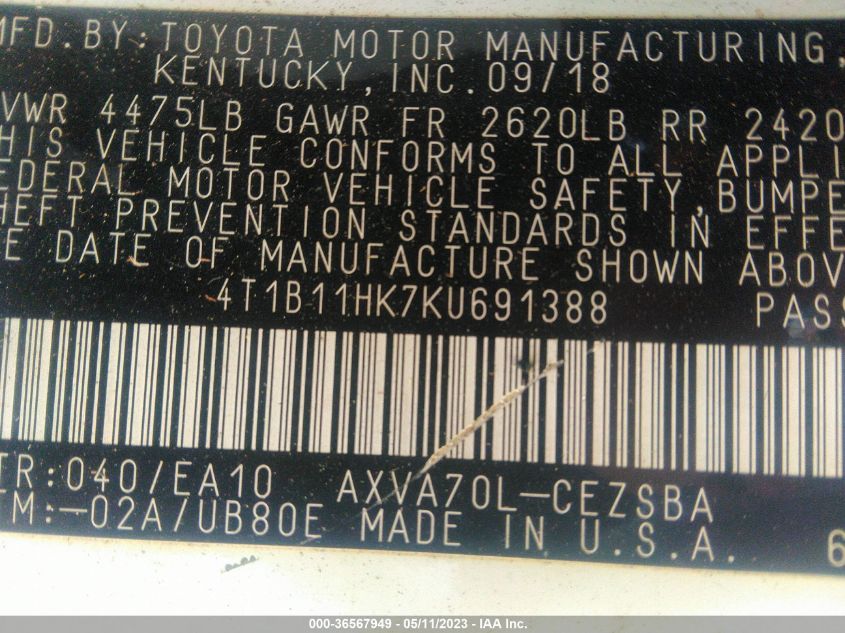 MFD. BY: TOYOTA MOTOR MANUFACTURING,
KENTUCKY, INC. 09/18
VWR 4475LB GAWR FR 2620LB RR 2420
HIS VEHICLE CONFORMS TO ALL APPLI
EDERAL MOTOR VEHICLE SAFETY, BUMPE
HEFT PREVENTION STANDARDS IN EFFE
E DATE OF MANUFACTURE SHOWN ABOV
4T1B11HK7KU691388 PASS
TR: 040/EA10 AXVA70L-CEZSBA
M: -02A/UB80E MADE IN U.S.A. 6
000-36567949 - 05/11/2023 - IAA Inc.